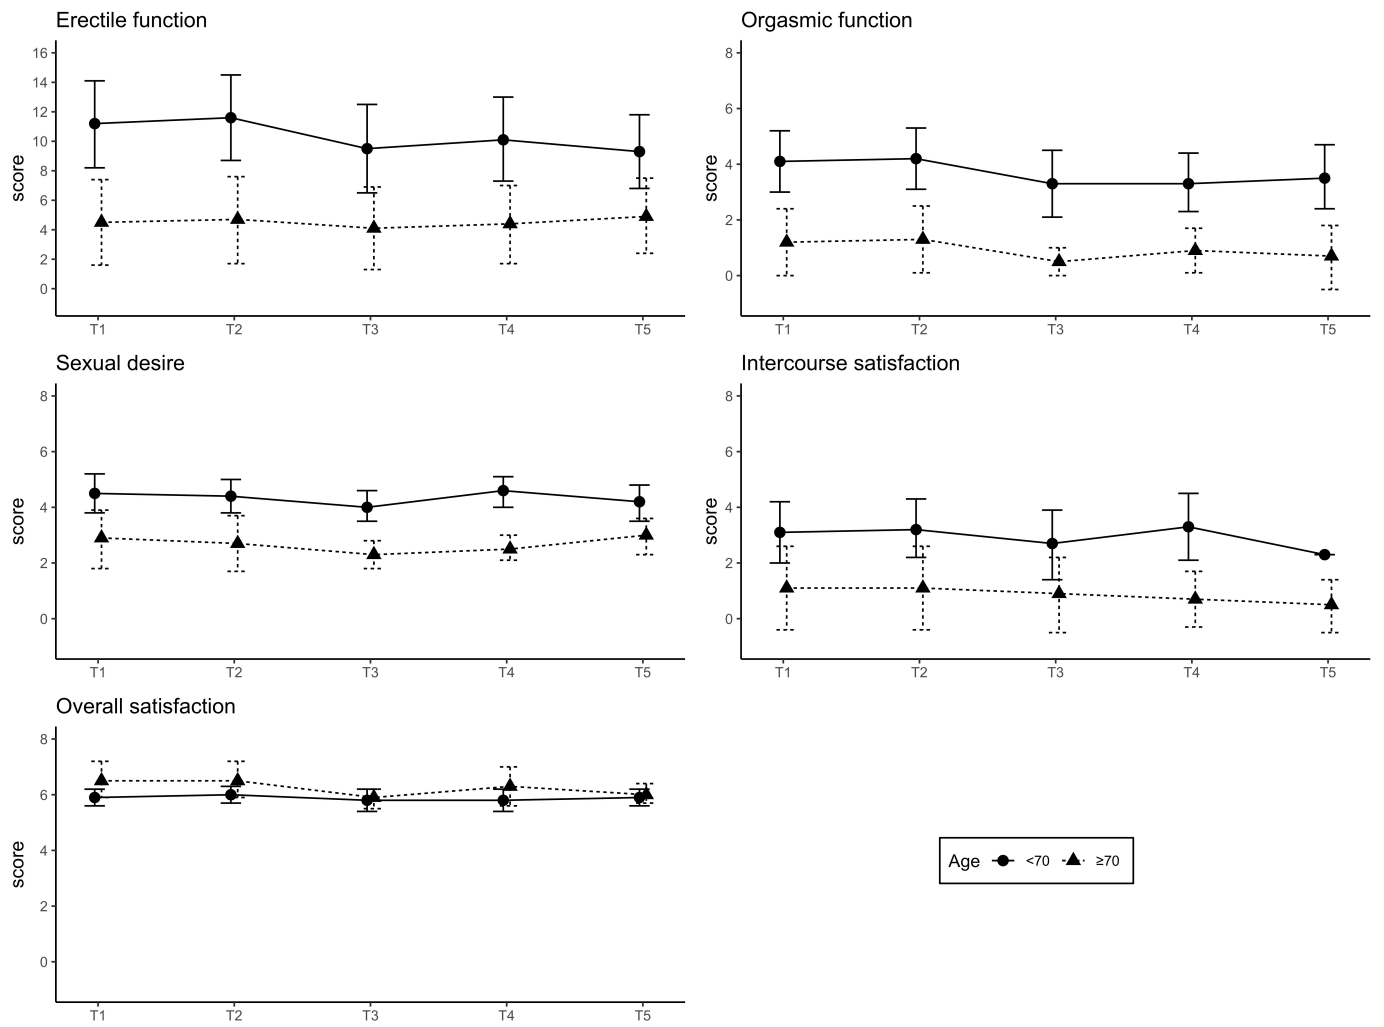 Erectile function
score
16
14
12
10
8
6
4
2
0
T1 T2 T3 T4 T5
Orgasmic function
score
8
6
4
2
0
T1 T2 T3 T4 T5
Sexual desire
score
8
6
4
2
0
T1 T2 T3 T4 T5
Intercourse satisfaction
score
8
6
4
2
0
T1 T2 T3 T4 T5
Overall satisfaction
score
8
6
4
2
0
T1 T2 T3 T4 T5
Age <70 ≥70